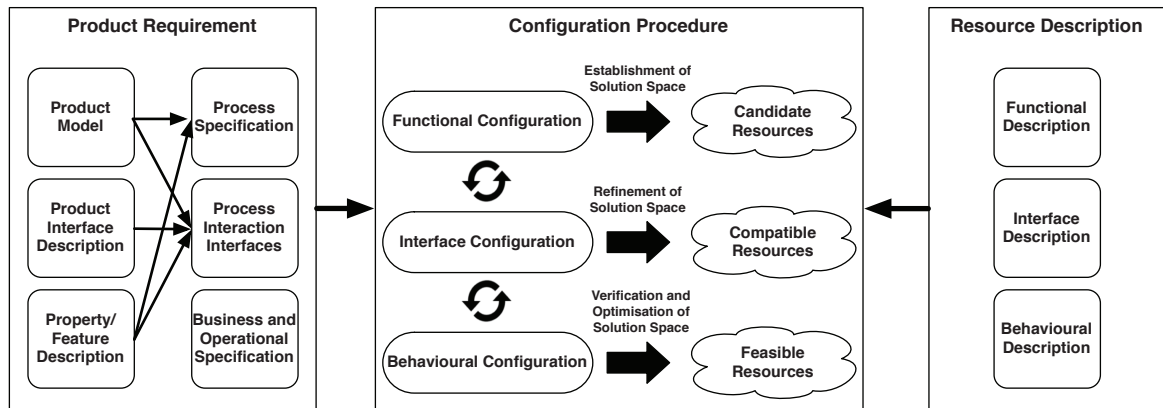 Product Requirement
Product
Model
Process
Specification
Product
Interface
Description
Process
Interaction
Interfaces
Property/
Feature
Description
Business and
Operational
Specification
Configuration Procedure
Functional Configuration
Establishment of
Solution Space
Candidate
Resources
Interface Configuration
Refinement of
Solution Space
Compatible
Resources
Behavioural Configuration
Verification and
Optimisation of
Solution Space
Feasible
Resources
Resource Description
Functional
Description
Interface
Description
Behavioural
Description